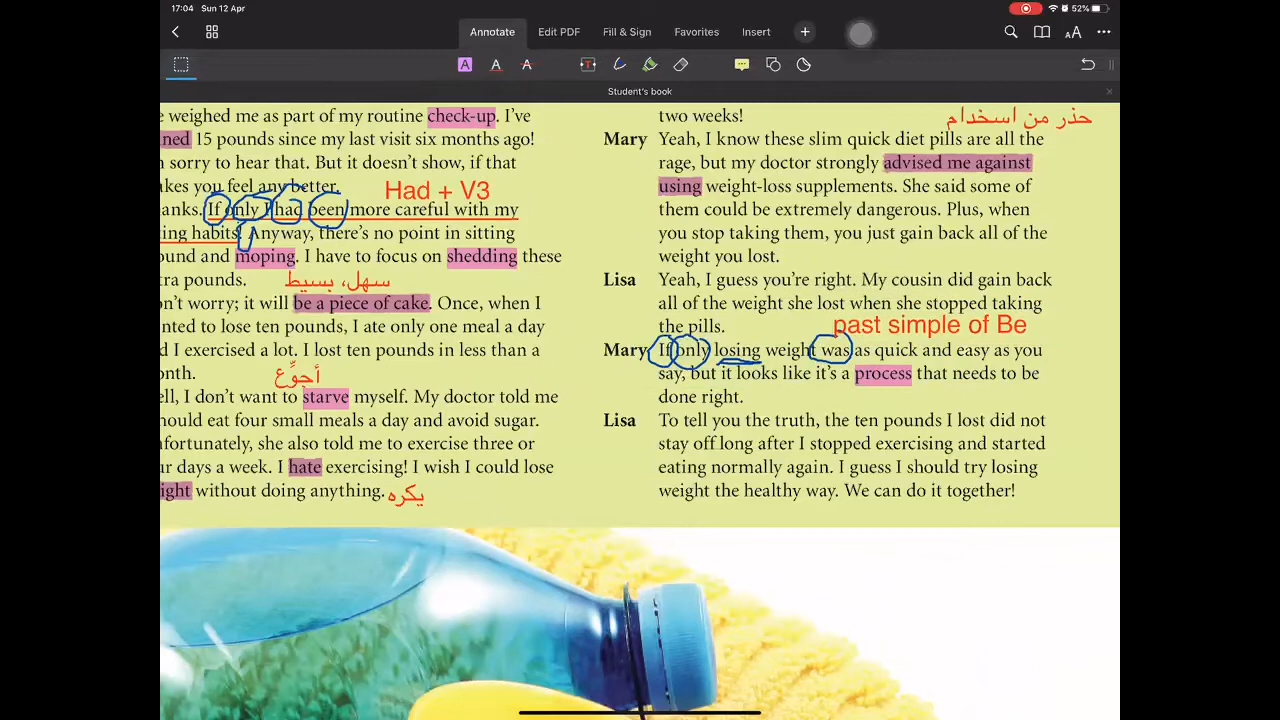 17:04 Sun 12 Apr
52%
Annotate Edit PDF Fill & Sign Favorites Insert
Student's book
e weighed me as part of my routine check-up. I've
ned 15 pounds since my last visit six months ago!
sorry to hear that. But it doesn't show, if that
akes you feel any better.
Had + V3
anks. If only I had been more careful with my
ing habits. Anyway, there's no point in sitting
ound and moping. I have to focus on shedding these
tra pounds.
سهل، بسيط
n't worry; it will be a piece of cake. Once, when I
nted to lose ten pounds, I ate only one meal a day
d I exercised a lot. I lost ten pounds in less than a
onth.
أجوِّع
ell, I don't want to starve myself. My doctor told me
hould eat four small meals a day and avoid sugar.
nfortunately, she also told me to exercise three or
ur days a week. I hate exercising! I wish I could lose
ight without doing anything.
يكره
two weeks!
حذر من استخدام
Mary Yeah, I know these slim quick diet pills are all the
rage, but my doctor strongly advised me against
using weight-loss supplements. She said some of
them could be extremely dangerous. Plus, when
you stop taking them, you just gain back all of the
weight you lost.
Lisa Yeah, I guess you're right. My cousin did gain back
all of the weight she lost when she stopped taking
the pills.
past simple of Be
Mary If only losing weight was as quick and easy as you
say, but it looks like it's a process that needs to be
done right.
Lisa To tell you the truth, the ten pounds I lost did not
stay off long after I stopped exercising and started
eating normally again. I guess I should try losing
weight the healthy way. We can do it together!